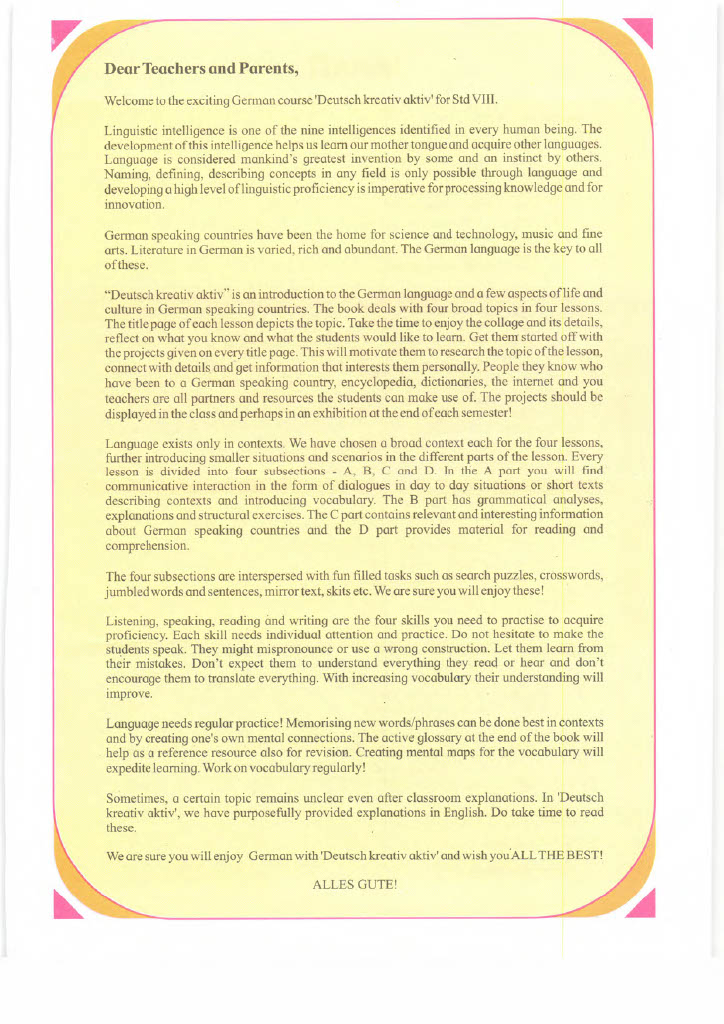 Dear Teachers and Parents,
Welcome to the exciting German course 'Deutsch kreativ aktiv' for Std VIII.
Linguistic intelligence is one of the nine intelligences identified in every human being. The
development of this intelligence helps us learn our mother tongue and acquire other languages.
Language is considered mankind's greatest invention by some and an instinct by others.
Naming, defining, describing concepts in any field is only possible through language and
developing a high level of linguistic proficiency is imperative for processing knowledge and for
innovation.
German speaking countries have been the home for science and technology, music and fine
arts. Literature in German is varied, rich and abundant. The German language is the key to all
of these.
“Deutsch kreativ aktiv” is an introduction to the German language and a few aspects of life and
culture in German speaking countries. The book deals with four broad topics in four lessons.
The title page of each lesson depicts the topic. Take the time to enjoy the collage and its details,
reflect on what you know and what the students would like to learn. Get them started off with
the projects given on every title page. This will motivate them to research the topic of the lesson,
connect with details and get information that interests them personally. People they know who
have been to a German speaking country, encyclopedia, dictionaries, the internet and you
teachers are all partners and resources the students can make use of. The projects should be
displayed in the class and perhaps in an exhibition at the end of each semester!
Language exists only in contexts. We have chosen a broad context each for the four lessons,
further introducing smaller situations and scenarios in the different parts of the lesson. Every
lesson is divided into four subsections - A, B, C and D. In the A part you will find
communicative interaction in the form of dialogues in day to day situations or short texts
describing contexts and introducing vocabulary. The B part has grammatical analyses,
explanations and structural exercises. The C part contains relevant and interesting information
about German speaking countries and the D part provides material for reading and
comprehension.
The four subsections are interspersed with fun filled tasks such as search puzzles, crosswords,
jumbled words and sentences, mirror text, skits etc. We are sure you will enjoy these!
Listening, speaking, reading and writing are the four skills you need to practise to acquire
proficiency. Each skill needs individual attention and practice. Do not hesitate to make the
students speak. They might mispronounce or use a wrong construction. Let them learn from
their mistakes. Don't expect them to understand everything they read or hear and don't
encourage them to translate everything. With increasing vocabulary their understanding will
improve.
Language needs regular practice! Memorising new words/phrases can be done best in contexts
and by creating one's own mental connections. The active glossary at the end of the book will
help as a reference resource also for revision. Creating mental maps for the vocabulary will
expedite learning. Work on vocabulary regularly!
Sometimes, a certain topic remains unclear even after classroom explanations. In 'Deutsch
kreativ aktiv', we have purposefully provided explanations in English. Do take time to read
these.
We are sure you will enjoy German with 'Deutsch kreativ aktiv' and wish you ALL THE BEST!
ALLES GUTE!